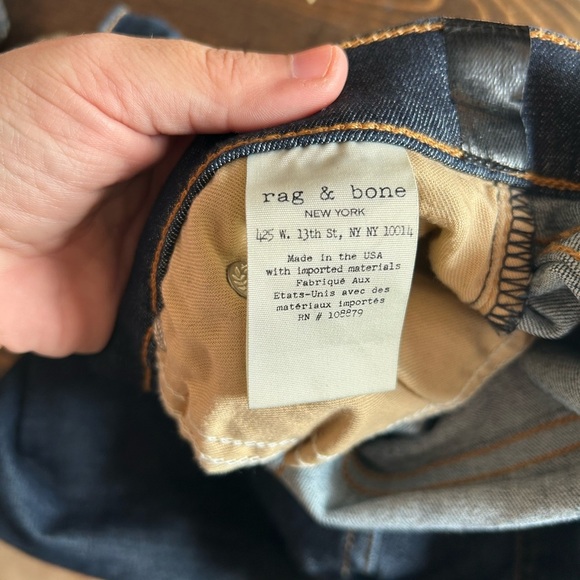 rag & bone
NEW YORK
425 W. 13th St, NY NY 10014
Made in the USA
with imported materials
Fabriqué Aux
Etats-Unis avec des
matériaux importés
RN # 108879